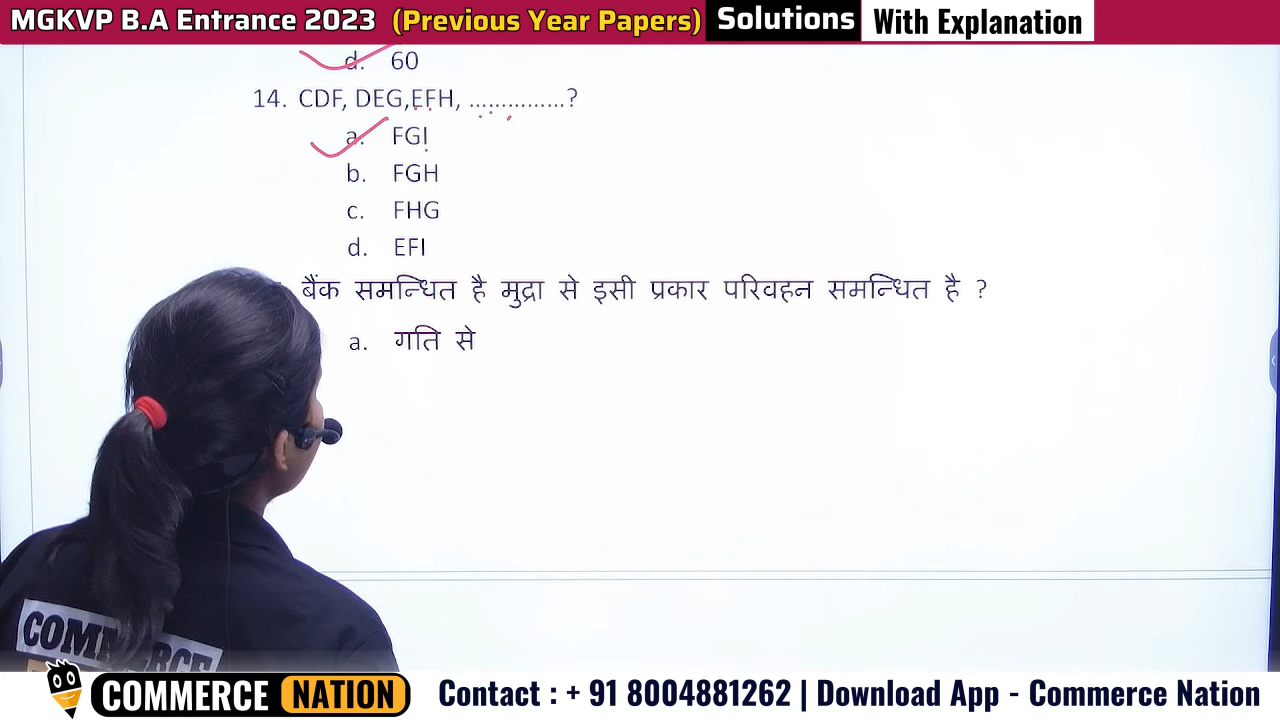 MGKVP B.A Entrance 2023 (Previous Year Papers) Solutions With Explanation
d. 60
14. CDF, DEG,EFH, ……………?
a. FGI
b. FGH
c. FHG
d. EFI
बैंक समन्धित है मुद्रा से इसी प्रकार परिवहन समन्धित है ?
a. गति से
COMMERCE
COMMERCE NATION Contact : + 91 8004881262 | Download App - Commerce Nation